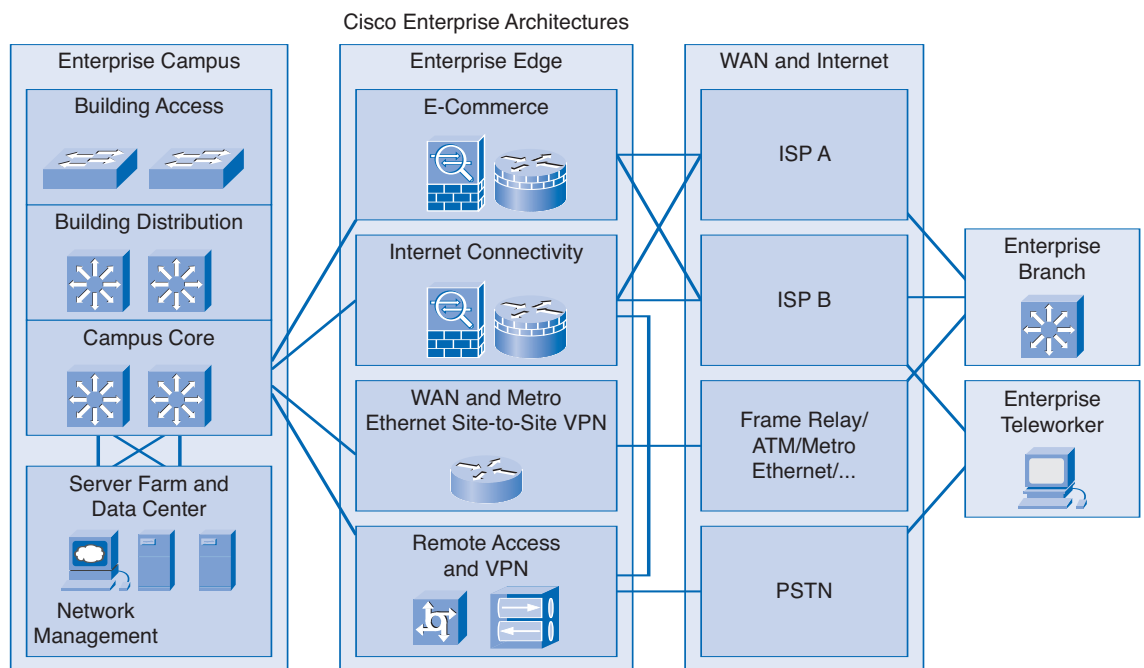 Cisco Enterprise Architectures
Enterprise Campus
Building Access
Building Distribution
Campus Core
Server Farm and
Data Center
Network
Management
Enterprise Edge
E-Commerce
Internet Connectivity
WAN and Metro
Ethernet Site-to-Site VPN
Remote Access
and VPN
WAN and Internet
ISP A
ISP B
Frame Relay/
ATM/Metro
Ethernet/...
PSTN
Enterprise
Branch
Enterprise
Teleworker